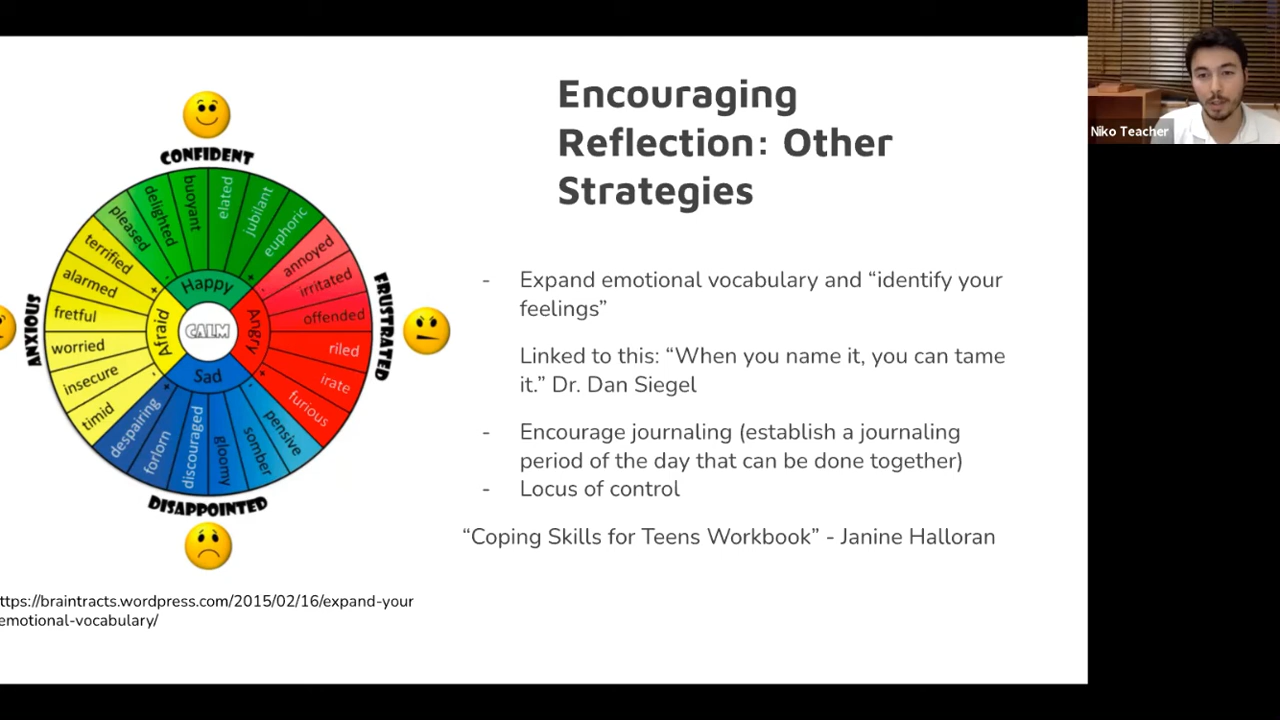 Encouraging
Reflection: Other
Strategies
- Expand emotional vocabulary and “identify your
feelings”
Linked to this: “When you name it, you can tame
it.” Dr. Dan Siegel
- Encourage journaling (establish a journaling
period of the day that can be done together)
- Locus of control
“Coping Skills for Teens Workbook” - Janine Halloran
CONFIDENT
pleased
delighted
buoyant
elated
jubilant
euphoric
Happy
FRUSTRATED
annoyed
irritated
offended
riled
irate
furious
Angry
DISAPPOINTED
pensive
somber
gloomy
discouraged
forlorn
despairing
Sad
ANXIOUS
timid
insecure
worried
fretful
alarmed
terrified
Afraid
CALM
ttps://braintracts.wordpress.com/2015/02/16/expand-your
emotional-vocabulary/
Niko Teacher